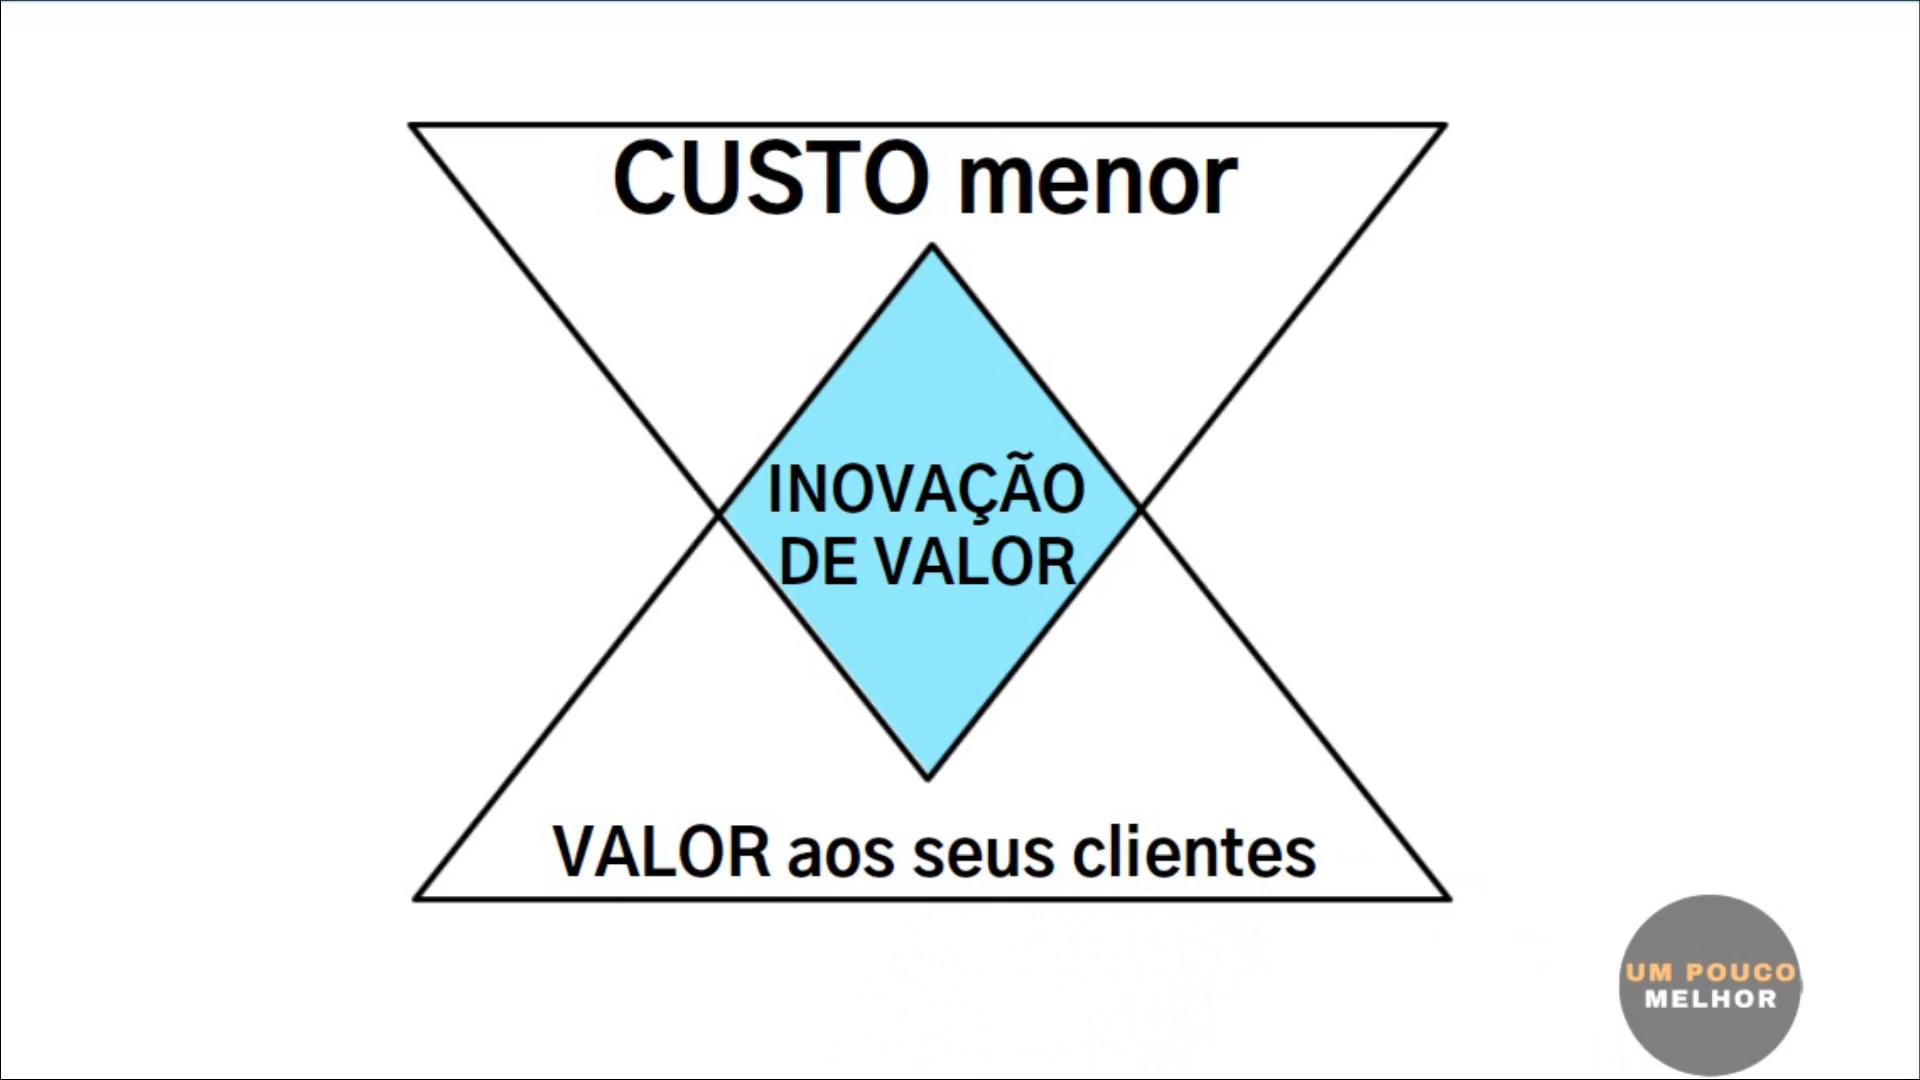 CUSTO menor
INOVAÇÃO
DE VALOR
VALOR aos seus clientes
UM POUCO
MELHOR